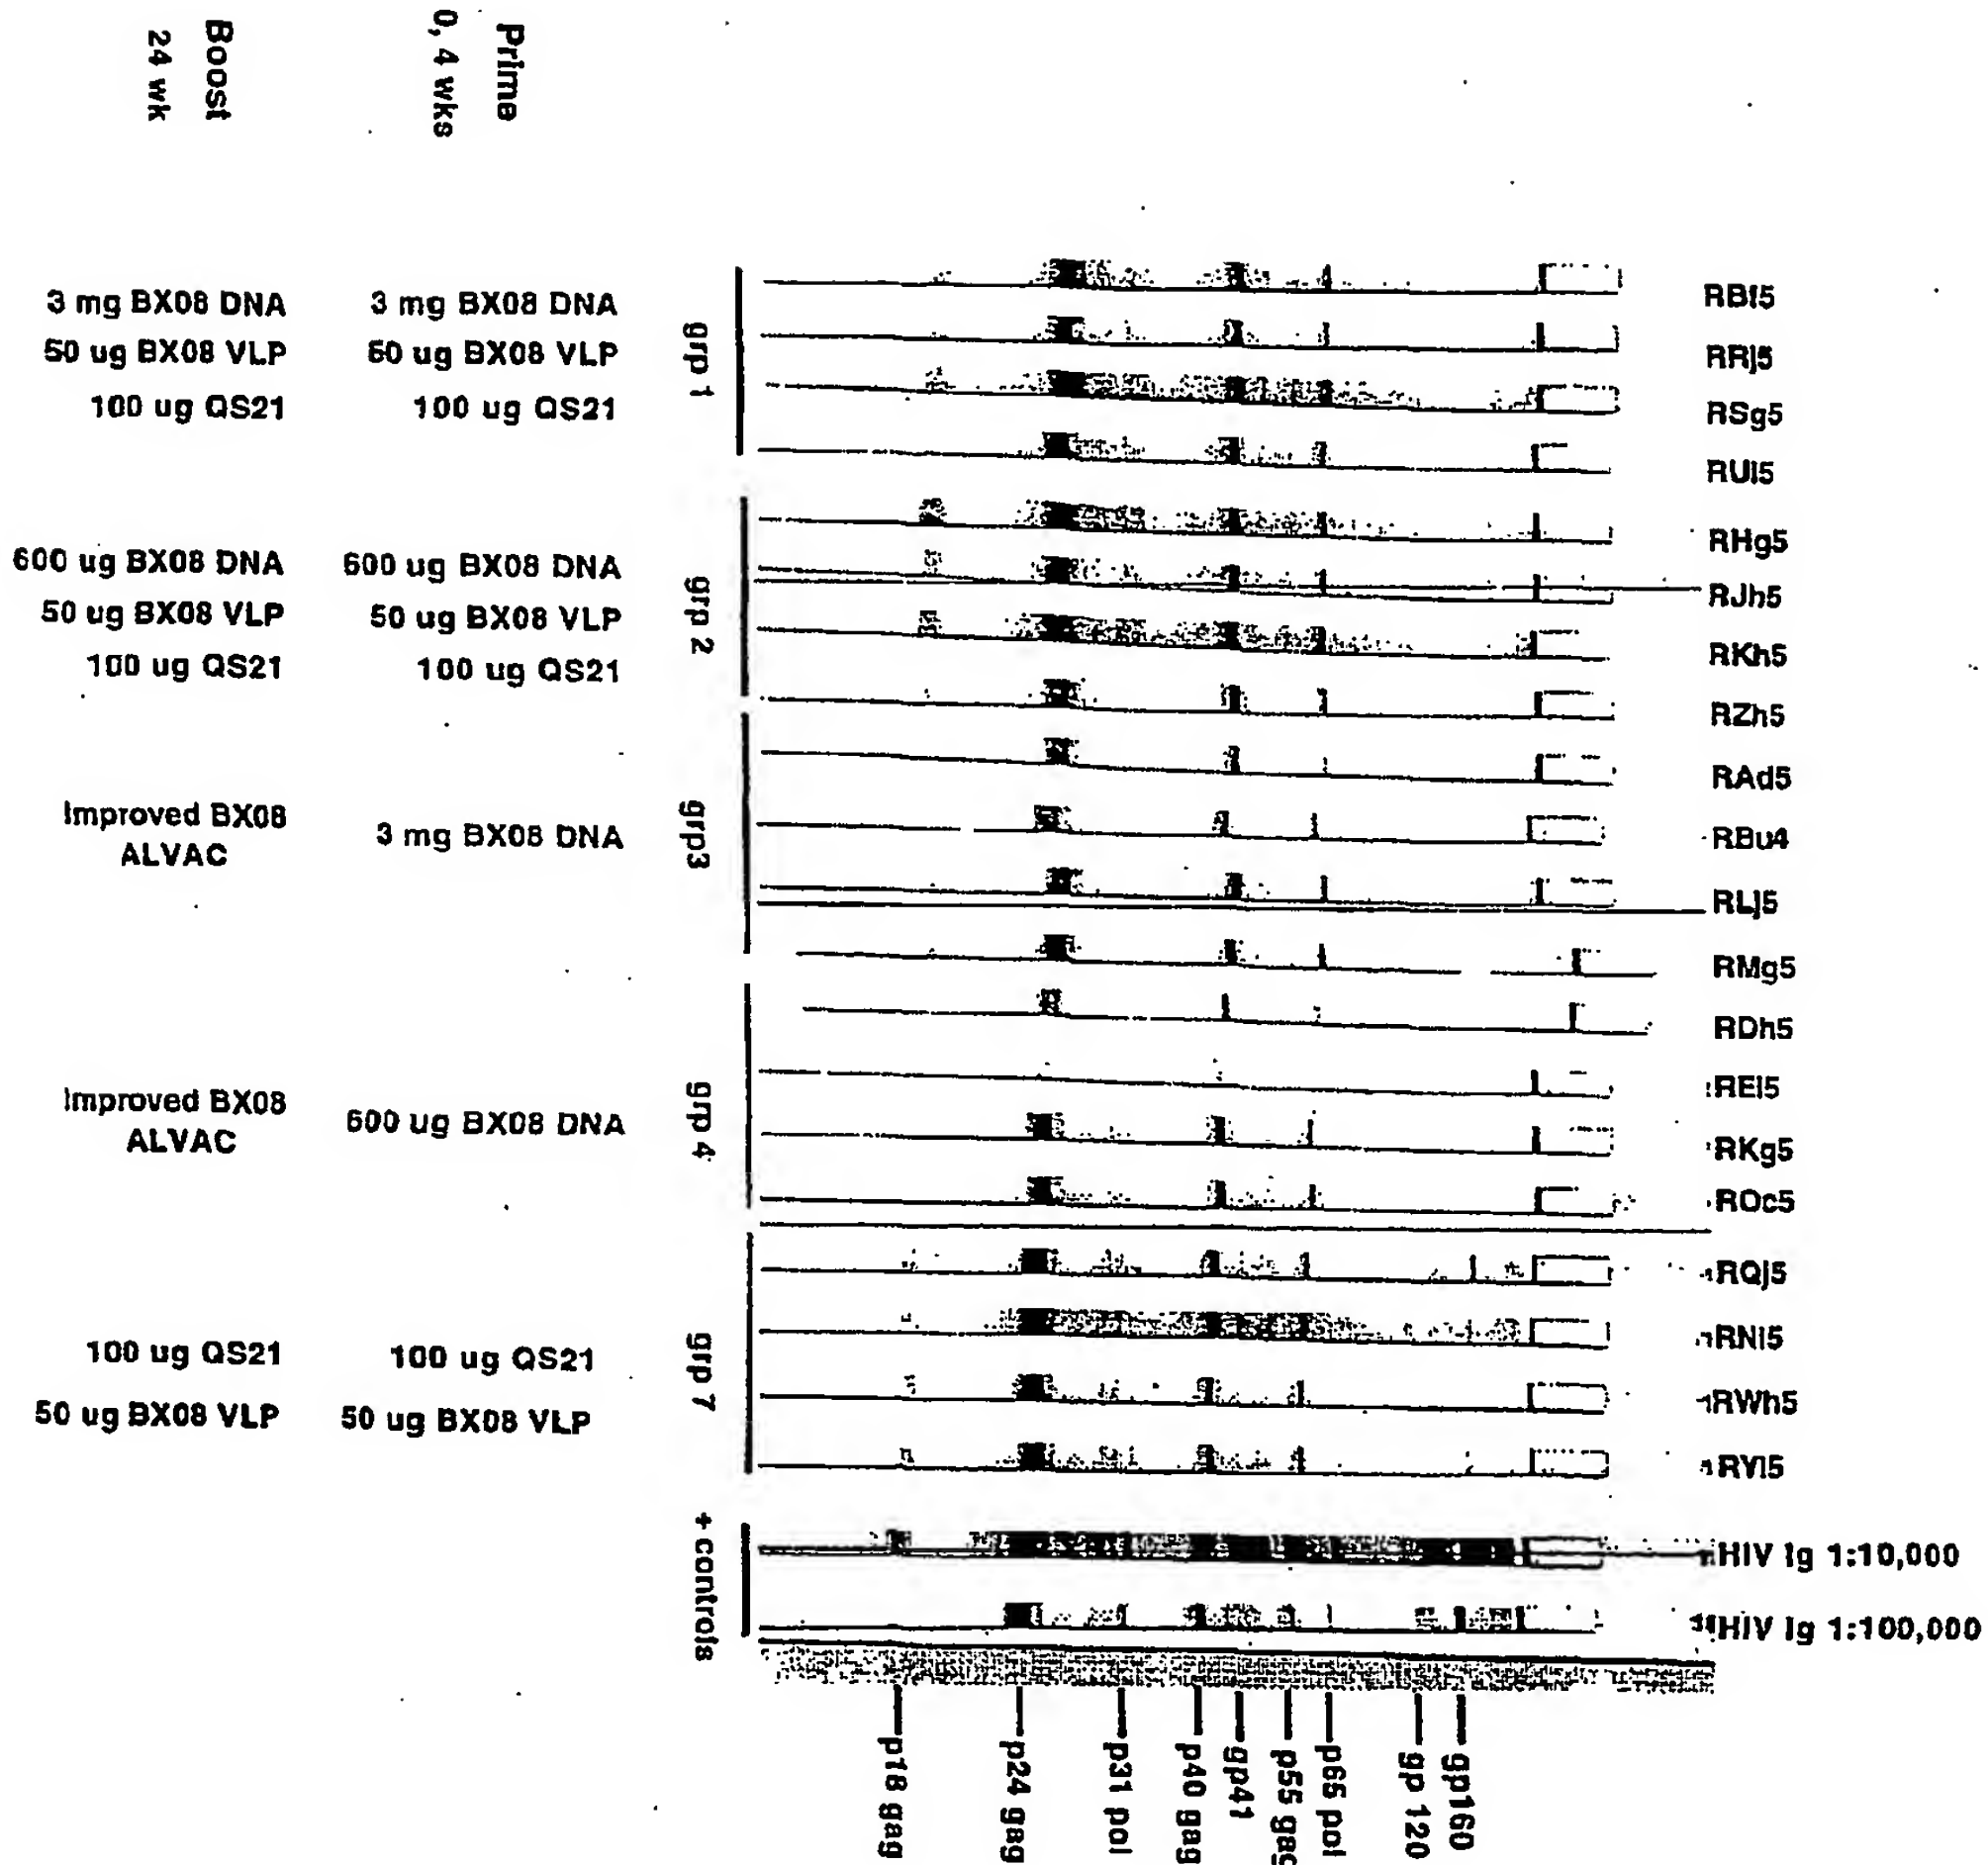 Boost
24 wk
Prime
0, 4 wks
3 mg BX08 DNA
50 ug BX08 VLP
100 ug QS21
3 mg BX08 DNA
50 ug BX08 VLP
100 ug QS21
grp 1
RRj5
RSg5
600 ug BX08 DNA
50 ug BX08 VLP
100 ug QS21
600 ug BX08 DNA
50 ug BX08 VLP
100 ug QS21
grp 2
RHg5
RJh5
RKh5
RZh5
Improved BX08
ALVAC
3 mg BX08 DNA
grp3
RAd5
RBu4
RLj5
RMg5
Improved BX08
ALVAC
600 ug BX08 DNA
grp 4
RDh5
RKg5
ROc5
100 ug QS21
50 ug BX08 VLP
100 ug QS21
50 ug BX08 VLP
grp 7
RQj5
RWh5
+ controls
HIV Ig 1:10,000
HIV Ig 1:100,000
p18 gag
p24 gag
p31 pol
p40 gag
gp41
p55 gag
p65 pol
gp 120
gp160